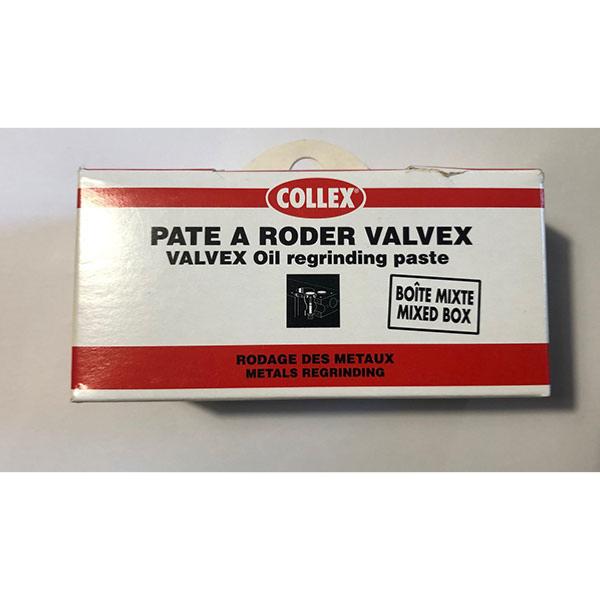 COLLEX®
PATE A RODER VALVEX
VALVEX Oil regrinding paste
BOÎTE MIXTE
MIXED BOX
RODAGE DES METAUX
METALS REGRINDING